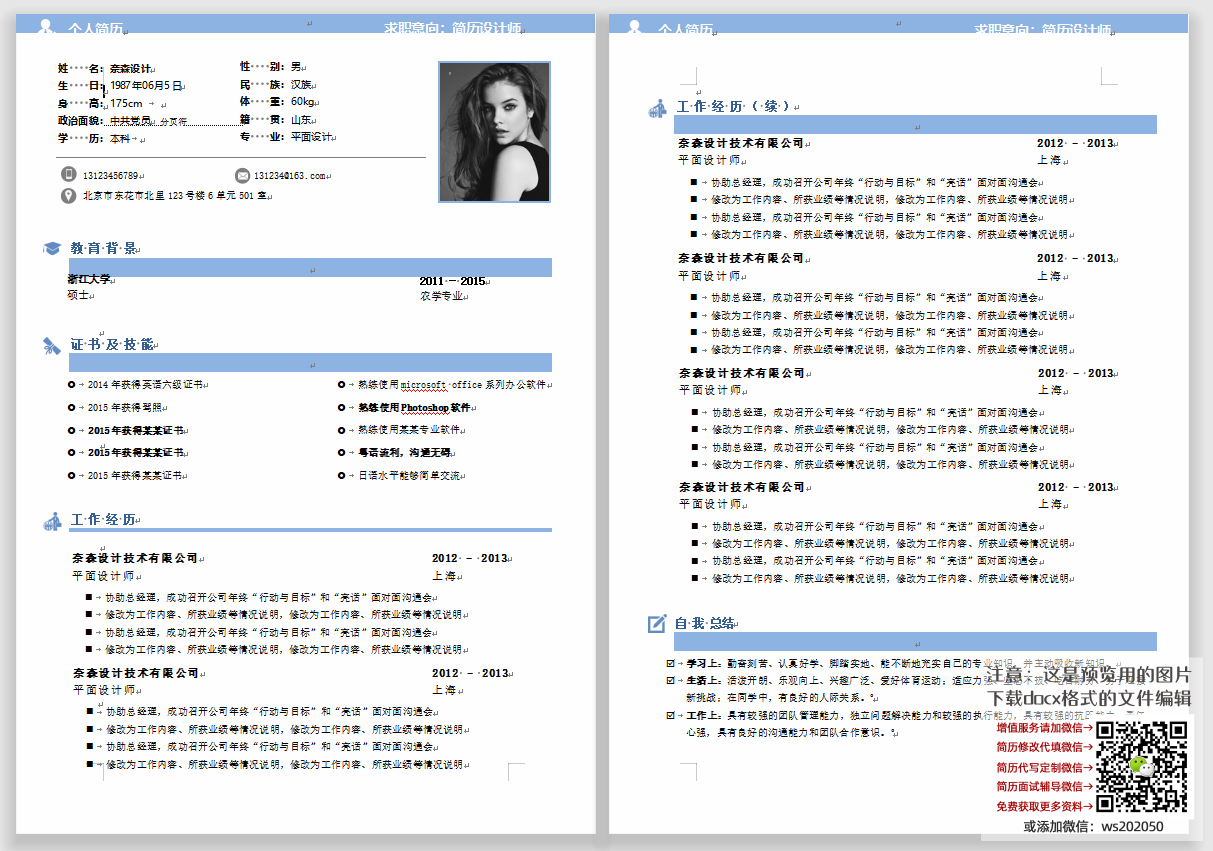 个人简历
求职意向：简历设计师
姓 名：奈森设计
性 别：男
生 日：1987年06月5日
民 族：汉族
身 高：175cm
体 重：60kg
政治面貌：中共党员
分页符
籍 贯：山东
学 历：本科
专 业：平面设计
13123456789
131234@163.com
北京市东花市北里 123 号楼 6 单元 501 室
教 育 背 景
浙江大学
2011 – 2015
硕士
农学专业
证 书 及 技 能
2014 年获得英语六级证书
熟练使用 microsoft office 系列办公软件
2015 年获得驾照
熟练使用 Photoshop 软件
2015 年获得某某证书
熟练使用某某专业软件
2015 年获得某某证书
粤语流利，沟通无碍
2015 年获得某某证书
日语水平能够简单交流
工 作 经 历
奈森设计技术有限公司
2012 – 2013
平面设计师
上海
协助总经理，成功召开公司年终“行动与目标”和“亮话”面对面沟通会
修改为工作内容、所获业绩等情况说明，修改为工作内容、所获业绩等情况说明
协助总经理，成功召开公司年终“行动与目标”和“亮话”面对面沟通会
修改为工作内容、所获业绩等情况说明，修改为工作内容、所获业绩等情况说明
奈森设计技术有限公司
2012 – 2013
平面设计师
上海
协助总经理，成功召开公司年终“行动与目标”和“亮话”面对面沟通会
修改为工作内容、所获业绩等情况说明，修改为工作内容、所获业绩等情况说明
协助总经理，成功召开公司年终“行动与目标”和“亮话”面对面沟通会
修改为工作内容、所获业绩等情况说明，修改为工作内容、所获业绩等情况说明
个人简历
求职意向：简历设计师
工 作 经 历（续）
奈森设计技术有限公司
2012 – 2013
平面设计师
上海
协助总经理，成功召开公司年终“行动与目标”和“亮话”面对面沟通会
修改为工作内容、所获业绩等情况说明，修改为工作内容、所获业绩等情况说明
协助总经理，成功召开公司年终“行动与目标”和“亮话”面对面沟通会
修改为工作内容、所获业绩等情况说明，修改为工作内容、所获业绩等情况说明
奈森设计技术有限公司
2012 – 2013
平面设计师
上海
协助总经理，成功召开公司年终“行动与目标”和“亮话”面对面沟通会
修改为工作内容、所获业绩等情况说明，修改为工作内容、所获业绩等情况说明
协助总经理，成功召开公司年终“行动与目标”和“亮话”面对面沟通会
修改为工作内容、所获业绩等情况说明，修改为工作内容、所获业绩等情况说明
奈森设计技术有限公司
2012 – 2013
平面设计师
上海
协助总经理，成功召开公司年终“行动与目标”和“亮话”面对面沟通会
修改为工作内容、所获业绩等情况说明，修改为工作内容、所获业绩等情况说明
协助总经理，成功召开公司年终“行动与目标”和“亮话”面对面沟通会
修改为工作内容、所获业绩等情况说明，修改为工作内容、所获业绩等情况说明
奈森设计技术有限公司
2012 – 2013
平面设计师
上海
协助总经理，成功召开公司年终“行动与目标”和“亮话”面对面沟通会
修改为工作内容、所获业绩等情况说明，修改为工作内容、所获业绩等情况说明
协助总经理，成功召开公司年终“行动与目标”和“亮话”面对面沟通会
修改为工作内容、所获业绩等情况说明，修改为工作内容、所获业绩等情况说明
自 我 总结
学习上：勤奋刻苦、认真好学、脚踏实地、能不断地充实自己的专业知识，并主动吸收新知识。
生活上：活泼开朗、乐观向上、兴趣广泛、爱好体育运动；适应力
新挑战；在同学中，有良好的人际关系。
工作上：具有较强的团队管理能力，独立问题解决能力和较强的执行能力，具有较强的抗压能力，
心强，具有良好的沟通能力和团队合作意识。
注意：这是预览用的图片
下载docx格式的文件编辑
增值服务请加微信→
简历修改代填微信→
简历代写定制微信→
简历面试辅导微信→
免费获取更多资料→
或添加微信：ws202050